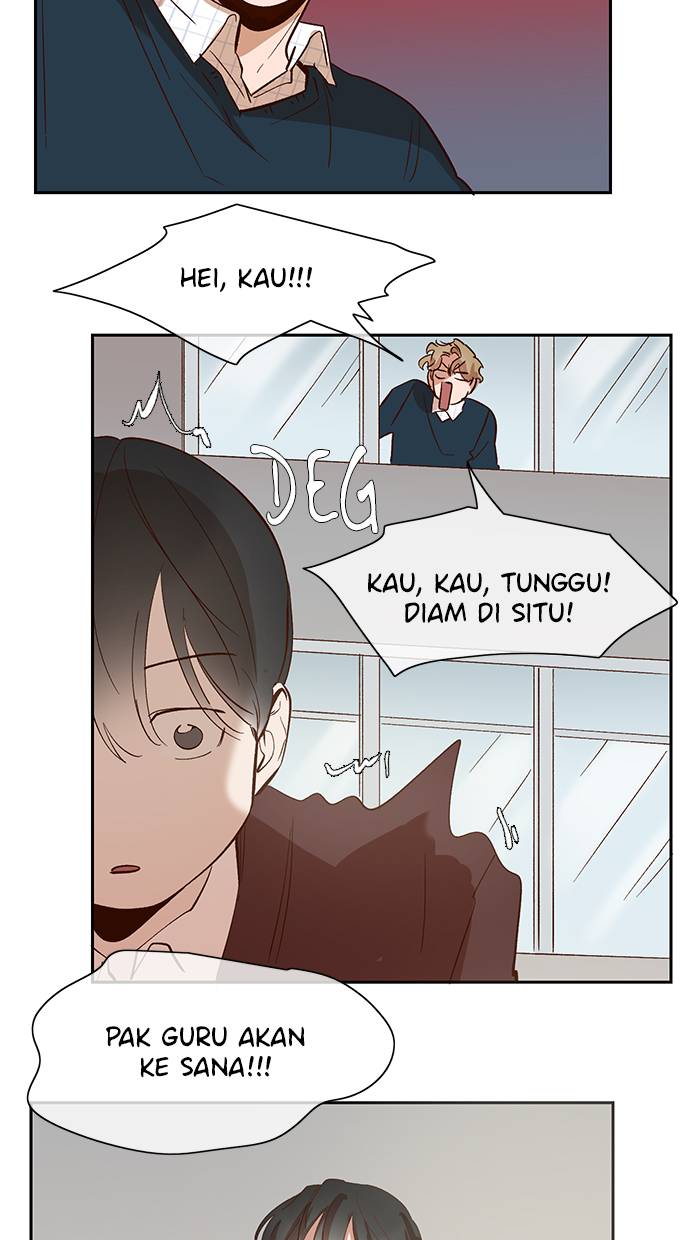 HEI, KAU!!!
DEG
KAU, KAU, TUNGGU!
DIAM DI SITU!
PAK GURU AKAN
KE SANA!!!